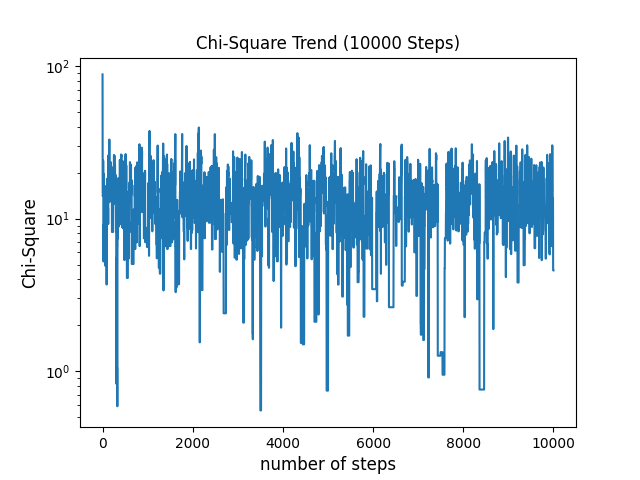 Chi-Square Trend (10000 Steps)
10²
10¹
10⁰
Chi-Square
0 2000 4000 6000 8000 10000
number of steps